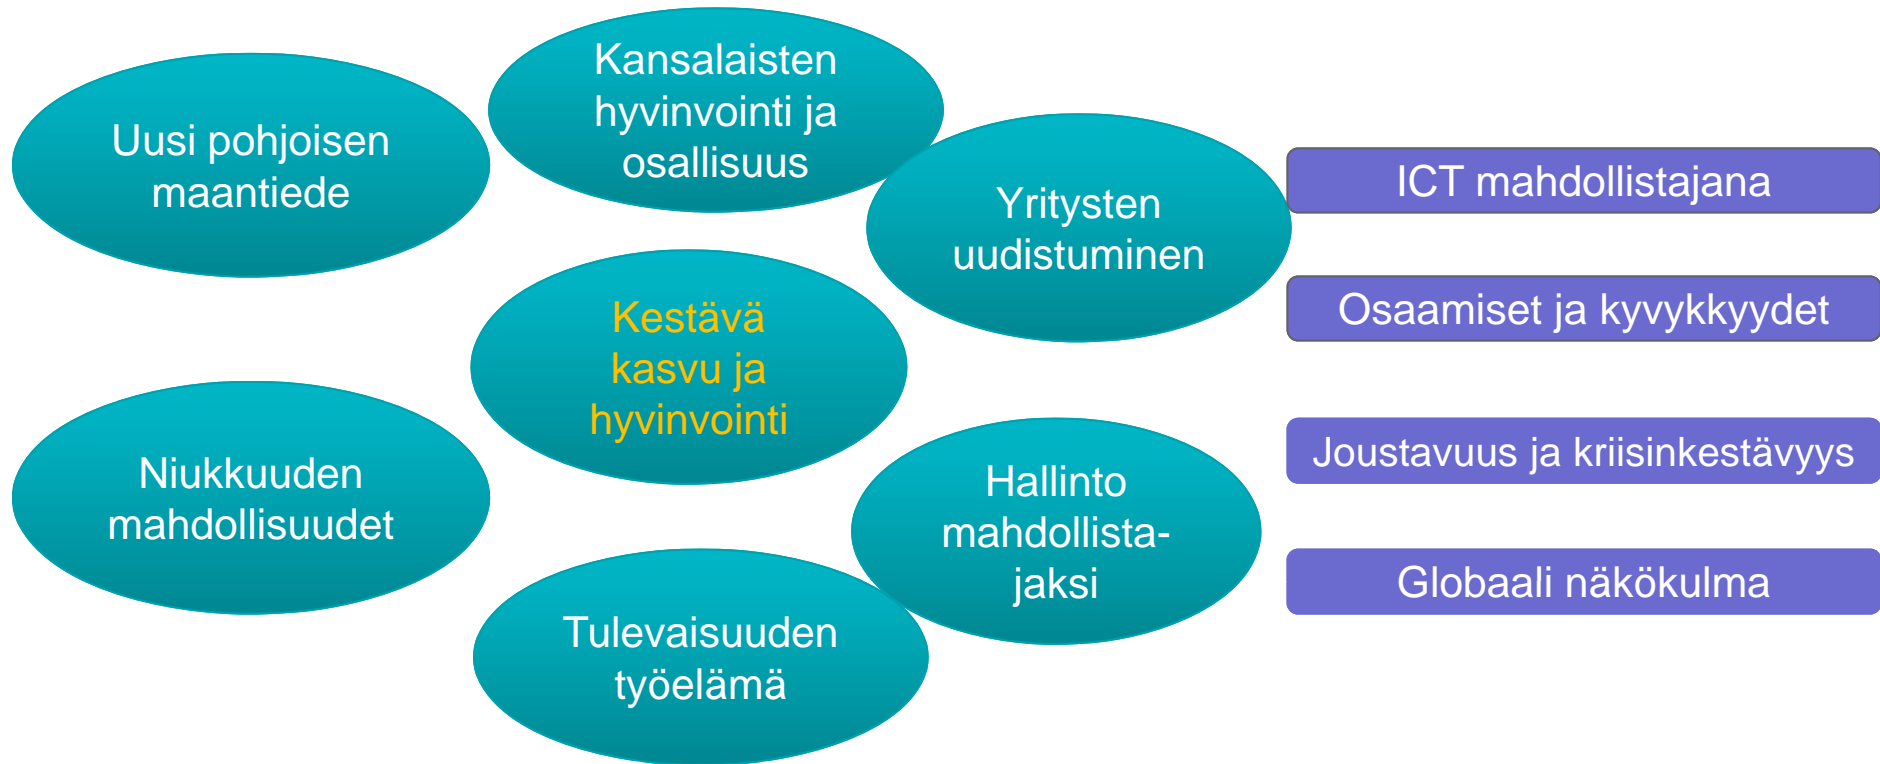 Uusi pohjoisen
maantiede
Kansalaisten
hyvinvointi ja
osallisuus
Yritysten
uudistuminen
Kestävä
kasvu ja
hyvinvointi
Niukkuuden
mahdollisuudet
Hallinto
mahdollista-
jaksi
Tulevaisuuden
työelämä
ICT mahdollistajana
Osaamiset ja kyvykkyydet
Joustavuus ja kriisinkestävyys
Globaali näkökulma